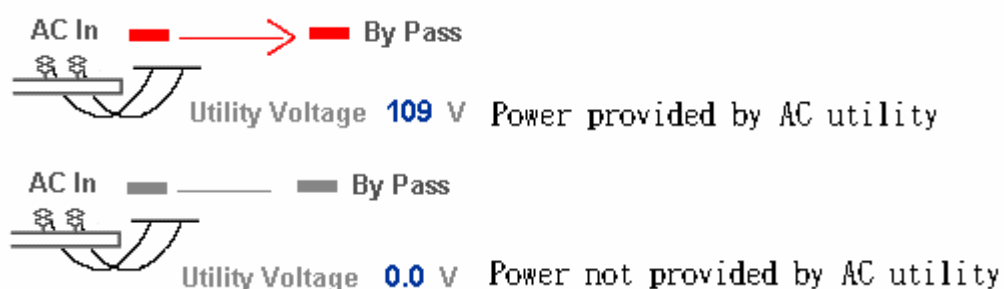 AC In By Pass
Utility Voltage 109 V Power provided by AC utility
AC In By Pass
Utility Voltage 0.0 V Power not provided by AC utility